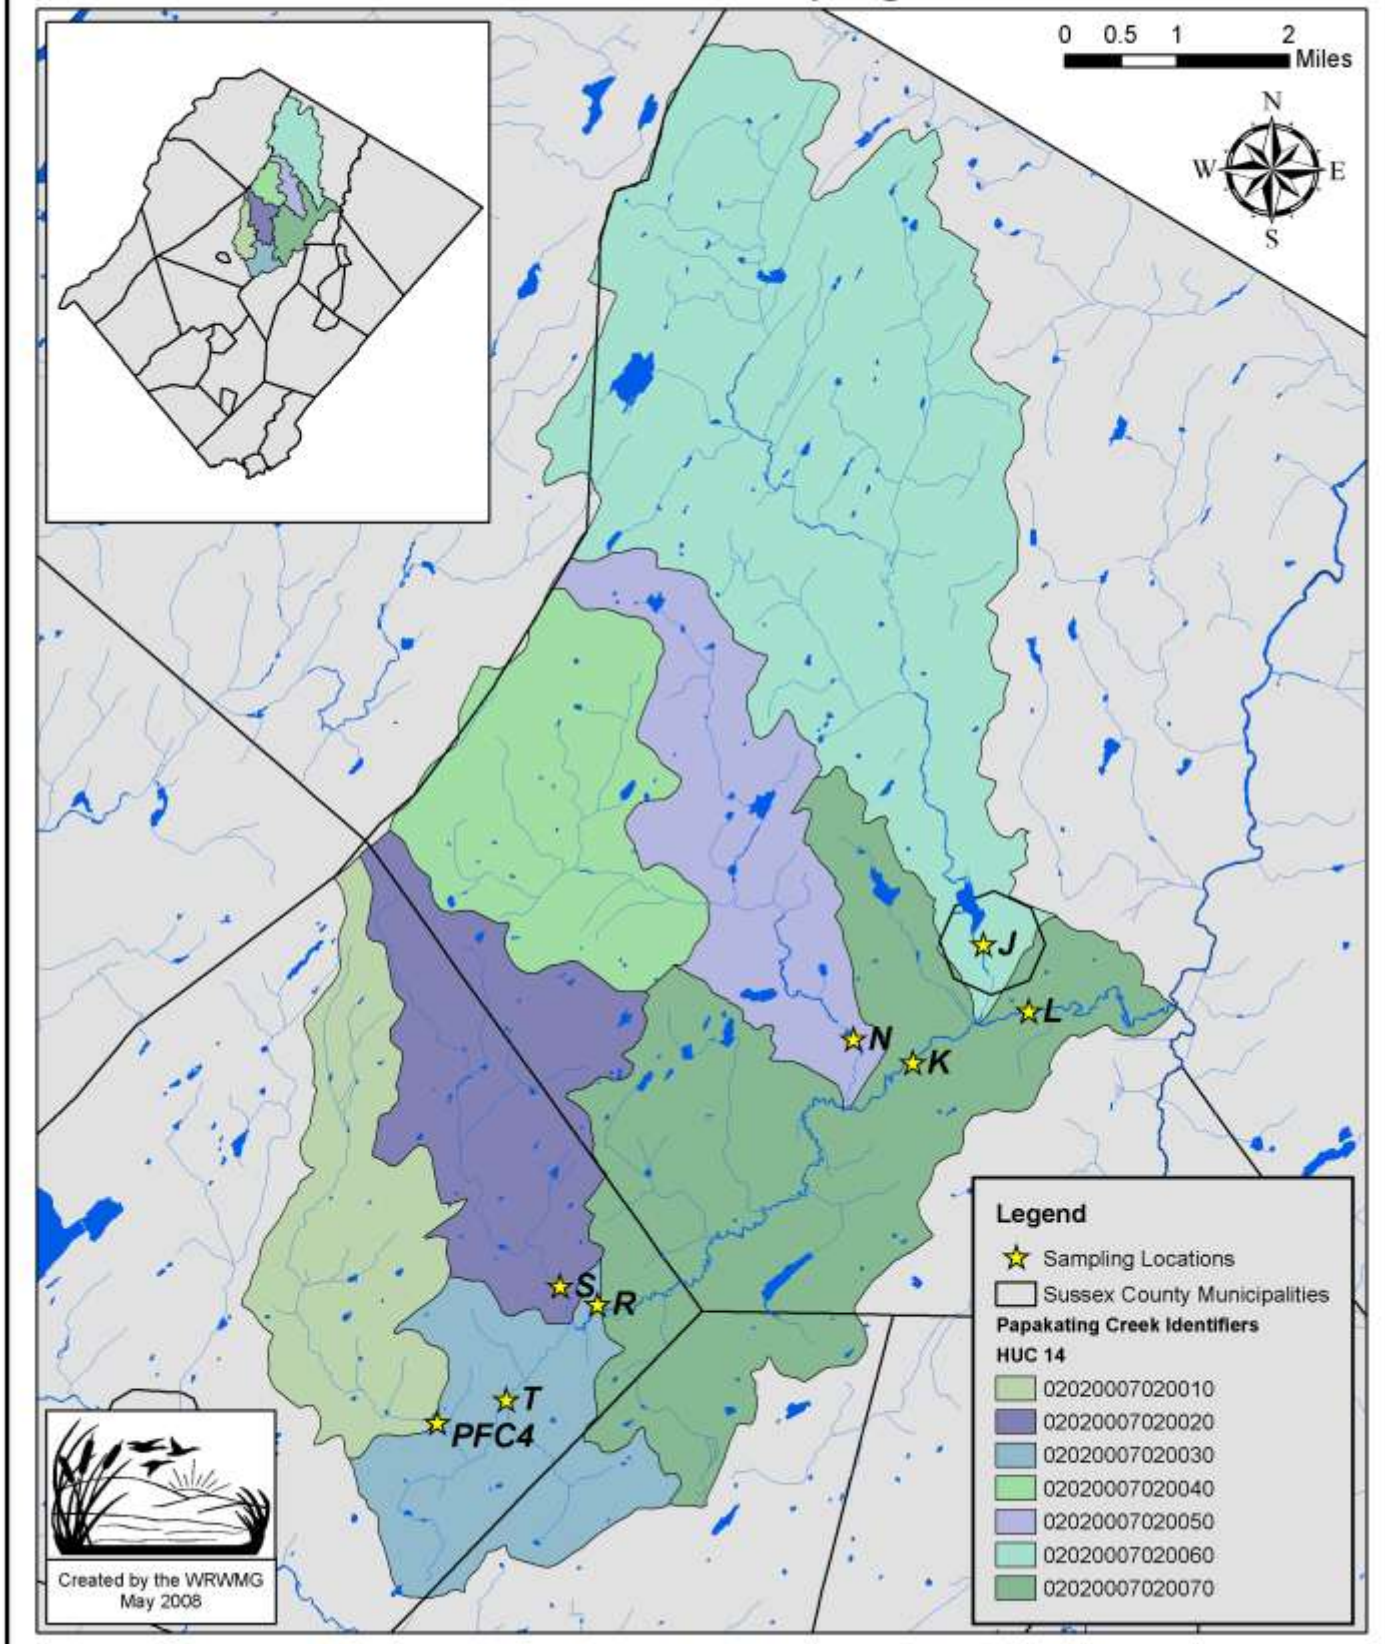 0 0.5 1 2
Miles
N
W E
S
J
L
N
K
S
R
T
PFC4
Legend
Sampling Locations
Sussex County Municipalities
Papakating Creek Identifiers
HUC 14
02020007020010
02020007020020
02020007020030
02020007020040
02020007020050
02020007020060
02020007020070
Created by the WRWMG
May 2008